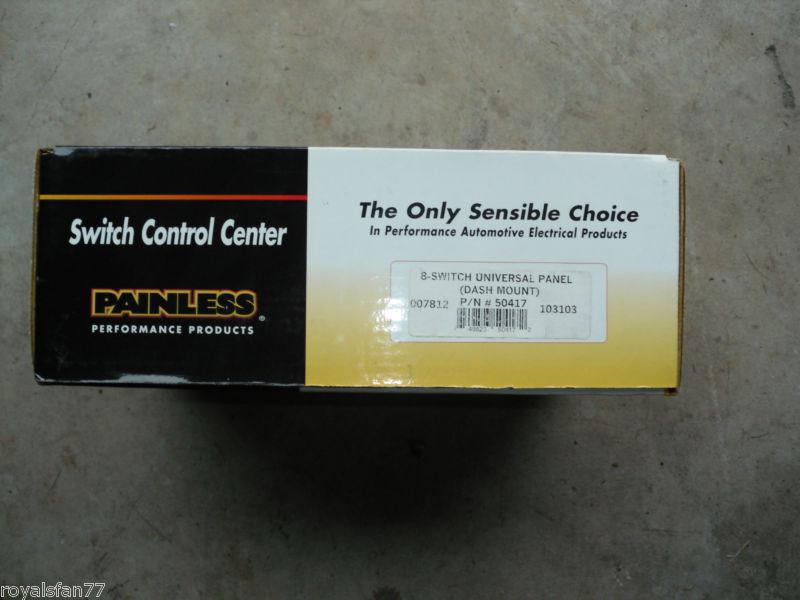 Switch Control Center
PAINLESS®
PERFORMANCE PRODUCTS
The Only Sensible Choice
In Performance Automotive Electrical Products
8-SWITCH UNIVERSAL PANEL
(DASH MOUNT)
007812 P/N # 50417 103103
royalsfan77